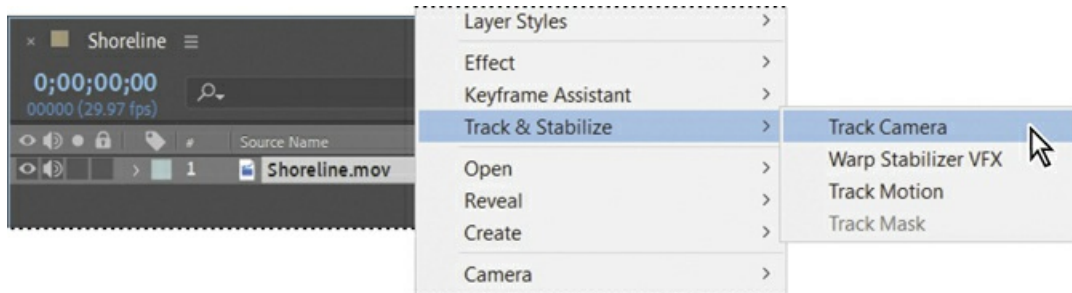 × Shoreline
0;00;00;00
00000 (29.97 fps)
# Source Name
1 Shoreline.mov
Layer Styles >
Effect >
Keyframe Assistant >
Track & Stabilize >
Open >
Reveal >
Create >
Camera >
Track Camera
Warp Stabilizer VFX
Track Motion
Track Mask